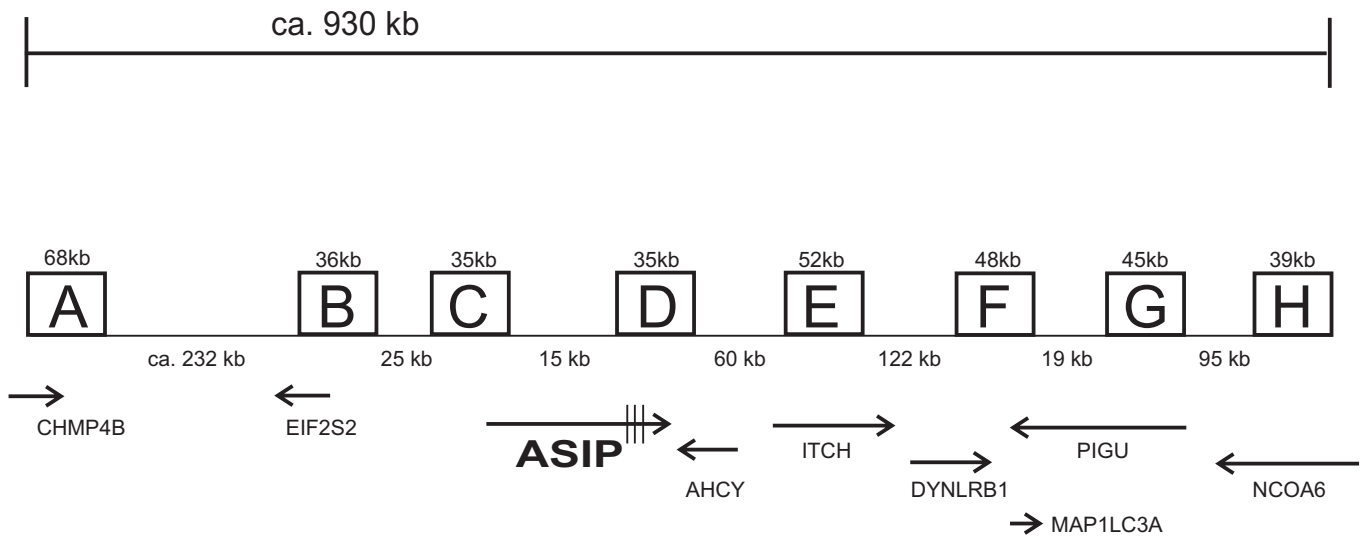 ca. 930 kb
68kb 36kb 35kb 35kb 52kb 48kb 45kb 39kb
A B C D E F G H
ca. 232 kb 25 kb 15 kb 60 kb 122 kb 19 kb 95 kb
CHMP4B EIF2S2
ASIP ITCH PIGU
AHCY DYNLRB1 NCOA6
MAP1LC3A